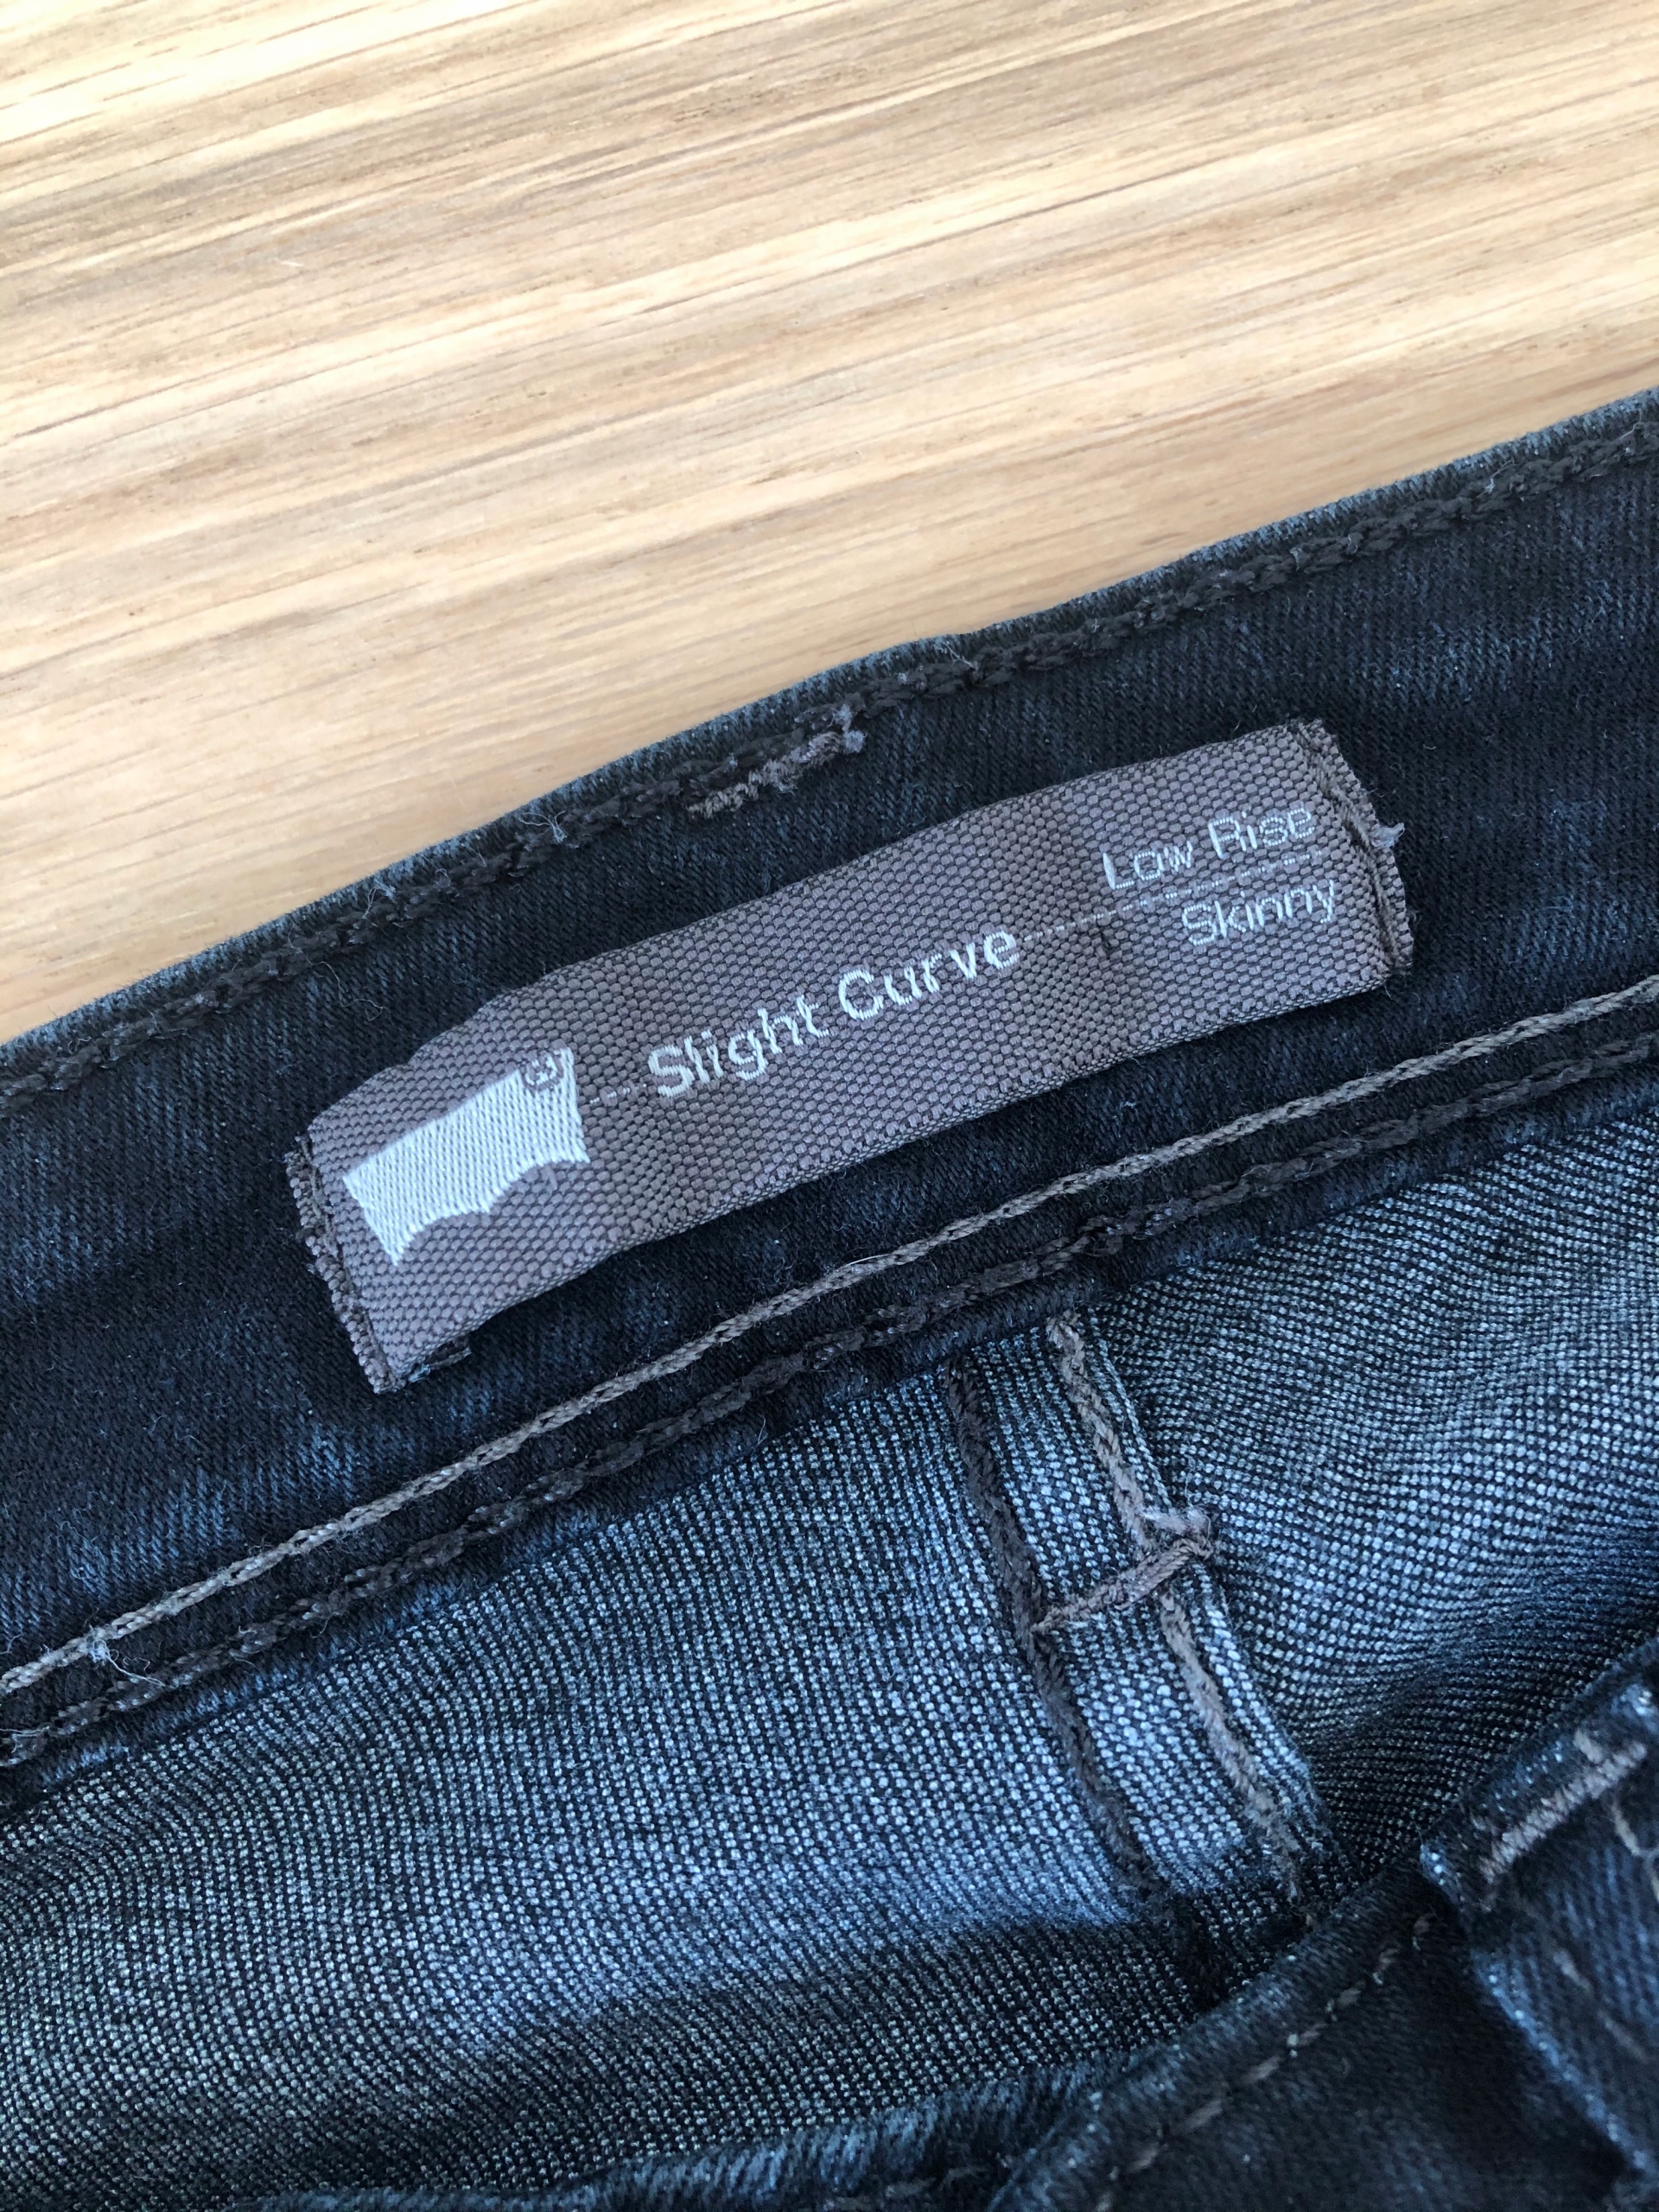 ®
Slight Curve
Low Rise
Skinny